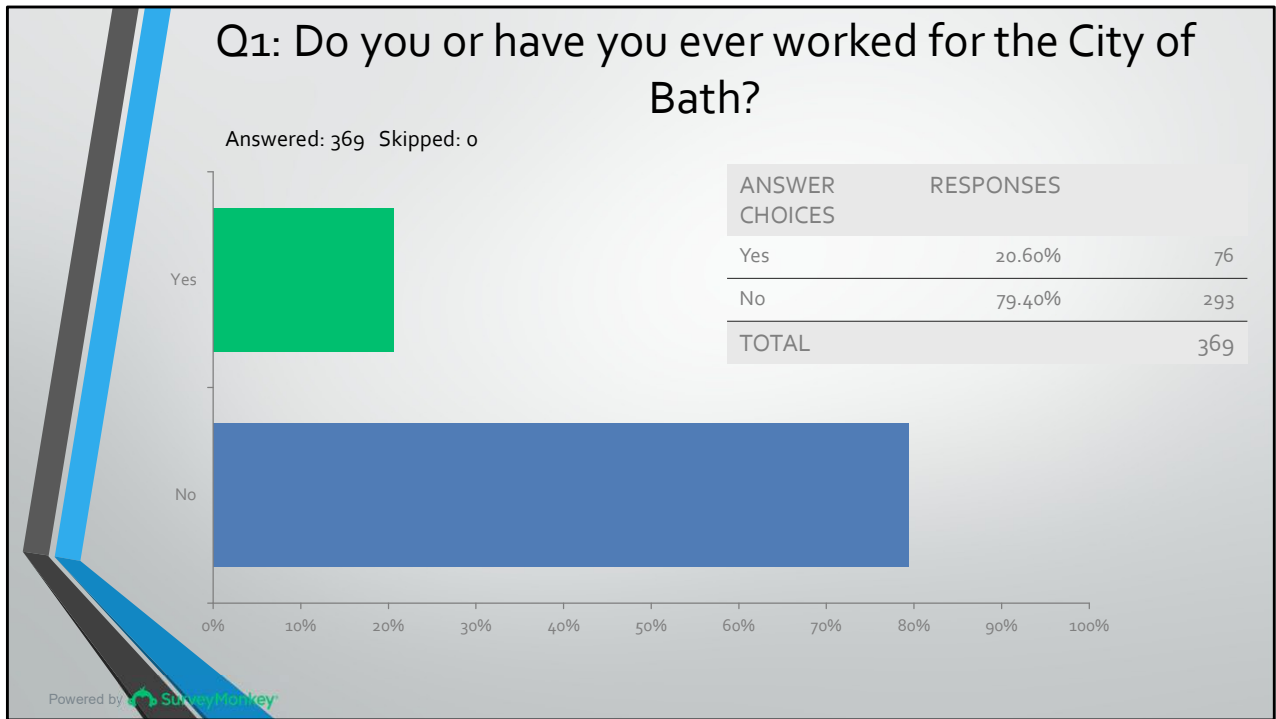 Q1: Do you or have you ever worked for the City of
Bath?
Answered: 369 Skipped: 0
ANSWER CHOICES RESPONSES
Yes 20.60% 76
No 79.40% 293
TOTAL 369
Yes
No
0% 10% 20% 30% 40% 50% 60% 70% 80% 90% 100%
Powered by SurveyMonkey